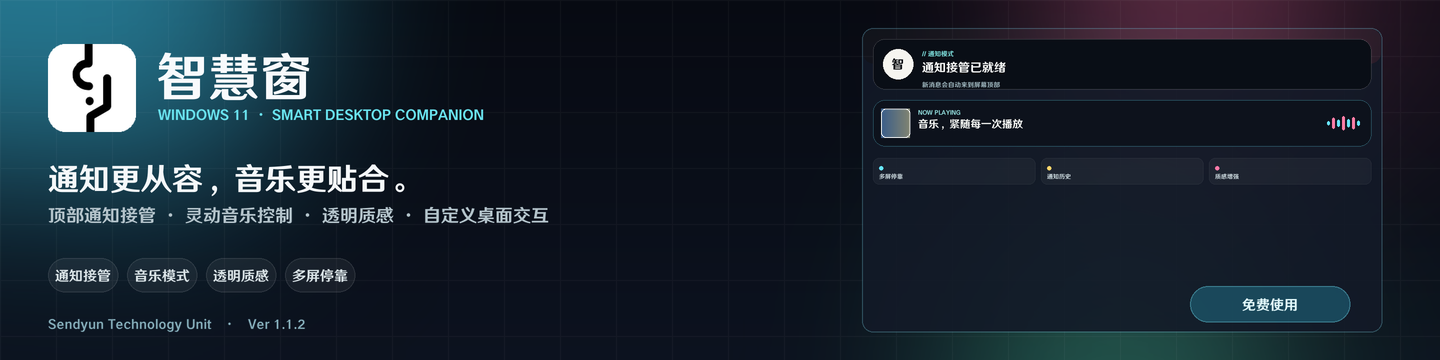 智慧窗
WINDOWS 11 · SMART DESKTOP COMPANION
通知更从容，音乐更贴合。
顶部通知接管 · 灵动音乐控制 · 透明质感 · 自定义桌面交互
通知接管 音乐模式 透明质感 多屏停靠
Sendyun Technology Unit · Ver 1.1.2
智
// 通知模式
通知接管已就绪
新消息会自动来到屏幕顶部
NOW PLAYING
音乐，紧随每一次播放
多屏停靠 通知历史 质感增强
免费使用